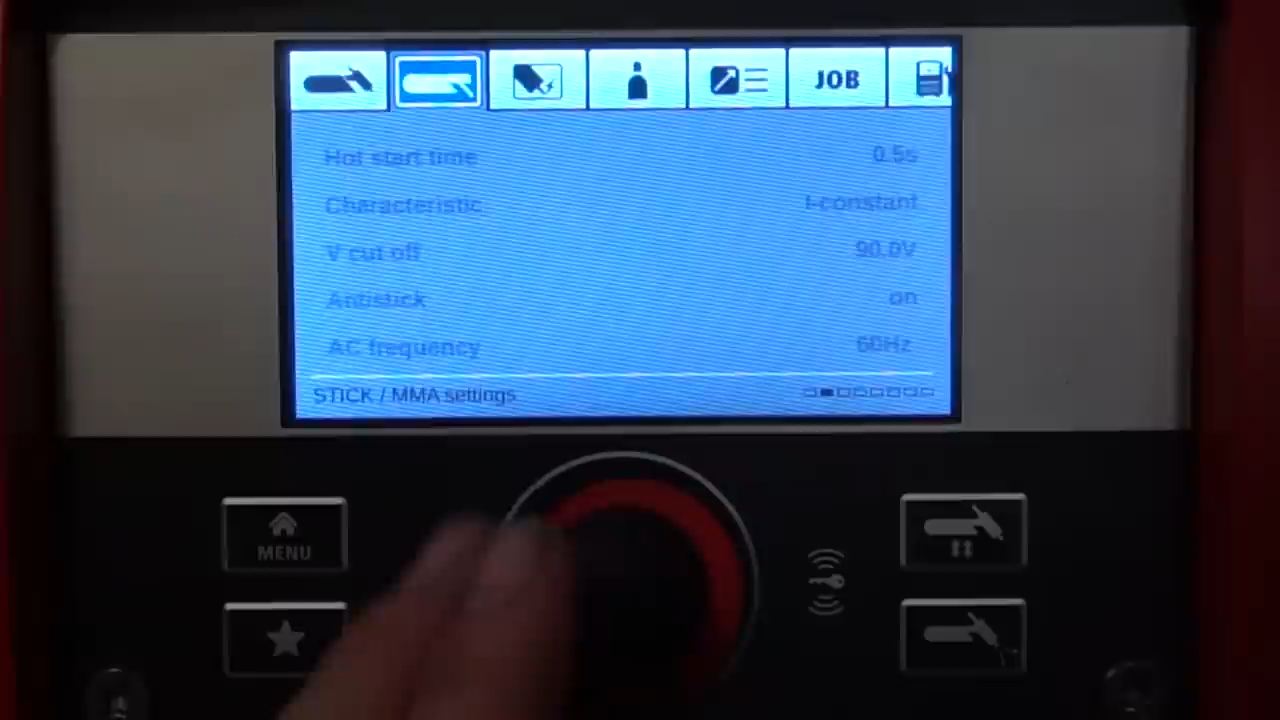 JOB
Hot start time 0.5s
Characteristic I-constant
V cut off 90.0V
Antistick on
AC frequency 60Hz
STICK / MMA settings
MENU